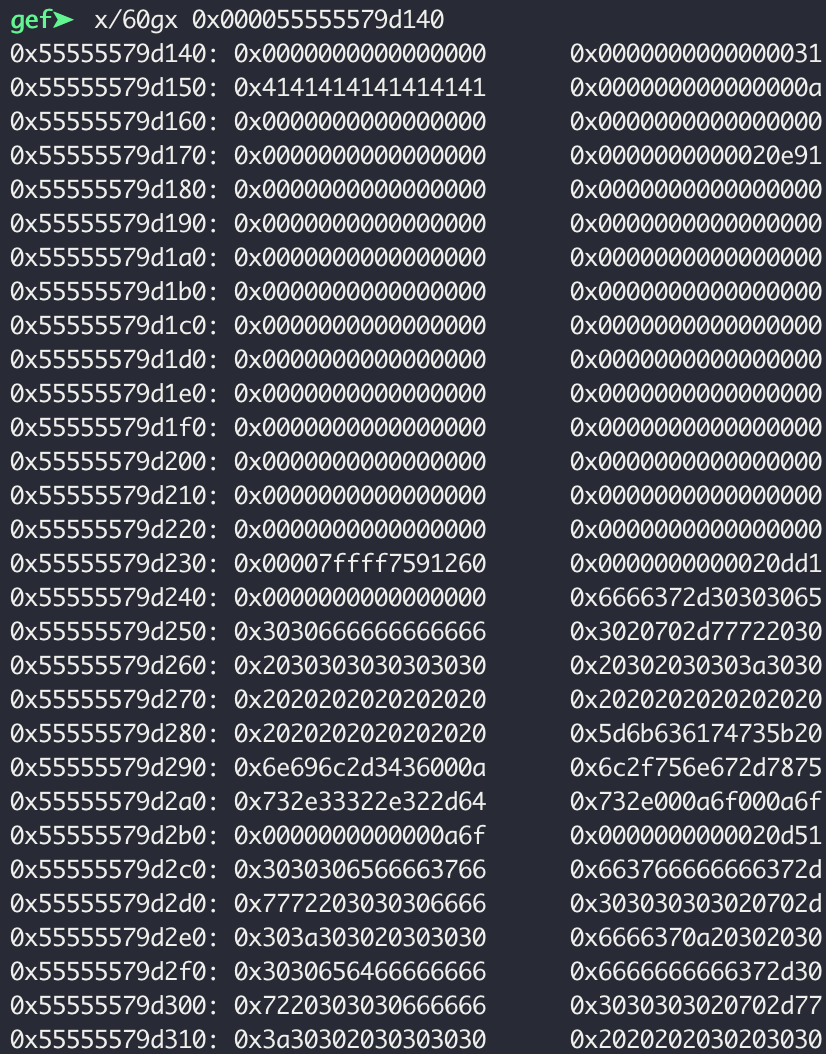 gef➤ x/60gx 0x000055555579d140
0x55555579d140: 0x0000000000000000 0x0000000000000031
0x55555579d150: 0x4141414141414141 0x000000000000000a
0x55555579d160: 0x0000000000000000 0x0000000000000000
0x55555579d170: 0x0000000000000000 0x0000000000020e91
0x55555579d180: 0x0000000000000000 0x0000000000000000
0x55555579d190: 0x0000000000000000 0x0000000000000000
0x55555579d1a0: 0x0000000000000000 0x0000000000000000
0x55555579d1b0: 0x0000000000000000 0x0000000000000000
0x55555579d1c0: 0x0000000000000000 0x0000000000000000
0x55555579d1d0: 0x0000000000000000 0x0000000000000000
0x55555579d1e0: 0x0000000000000000 0x0000000000000000
0x55555579d1f0: 0x0000000000000000 0x0000000000000000
0x55555579d200: 0x0000000000000000 0x0000000000000000
0x55555579d210: 0x0000000000000000 0x0000000000000000
0x55555579d220: 0x0000000000000000 0x0000000000000000
0x55555579d230: 0x00007ffff7591260 0x0000000000020dd1
0x55555579d240: 0x0000000000000000 0x6666372d30303065
0x55555579d250: 0x3030666666666666 0x3020702d77722030
0x55555579d260: 0x2030303030303030 0x20302030303a3030
0x55555579d270: 0x2020202020202020 0x2020202020202020
0x55555579d280: 0x2020202020202020 0x5d6b636174735b20
0x55555579d290: 0x6e696c2d3436000a 0x6c2f756e672d7875
0x55555579d2a0: 0x732e33322e322d64 0x732e000a6f000a6f
0x55555579d2b0: 0x0000000000000a6f 0x0000000000020d51
0x55555579d2c0: 0x3030306566663766 0x663766666666372d
0x55555579d2d0: 0x7772203030306666 0x303030303020702d
0x55555579d2e0: 0x303a303020303030 0x6666370a20302030
0x55555579d2f0: 0x3030656466666666 0x6666666666372d30
0x55555579d300: 0x7220303030666666 0x3030303020702d77
0x55555579d310: 0x3a30302030303030 0x2020202030203030